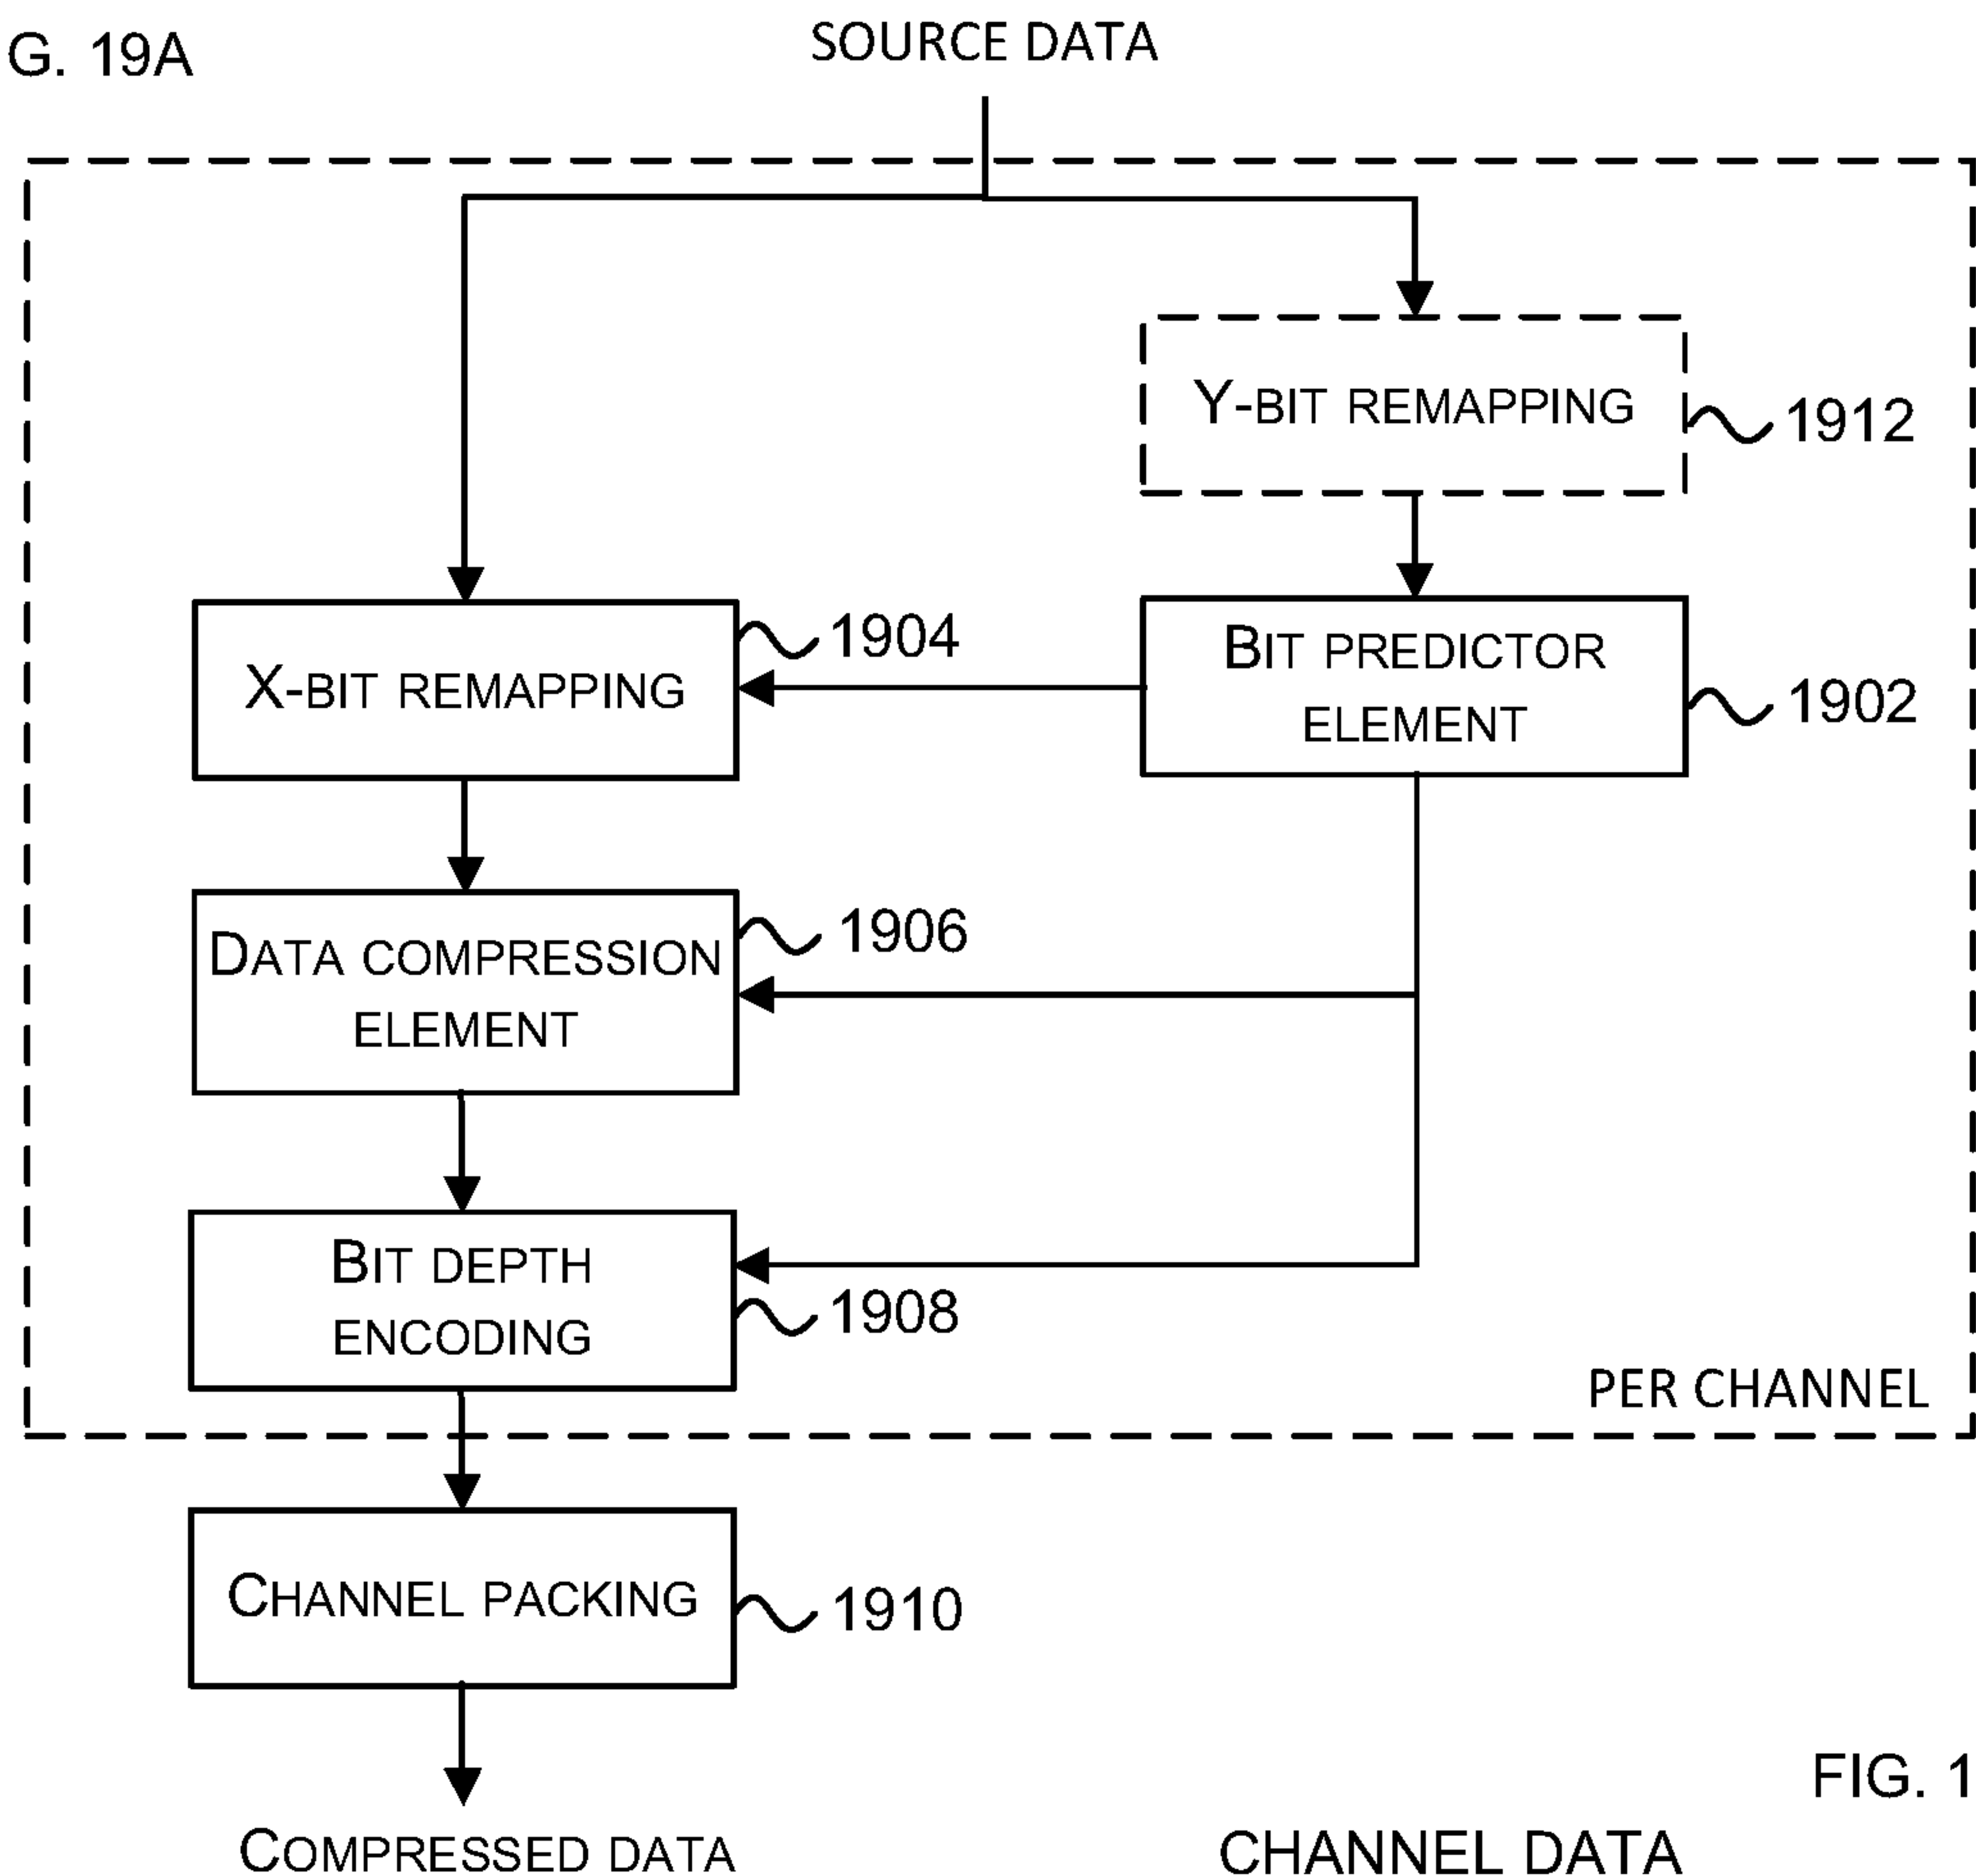 G. 19A
SOURCE DATA
Y-BIT REMAPPING
1912
X-BIT REMAPPING
1904
BIT PREDICTOR
ELEMENT
1902
DATA COMPRESSION
ELEMENT
1906
BIT DEPTH
ENCODING
1908
PER CHANNEL
CHANNEL PACKING
1910
FIG. 1
COMPRESSED DATA
CHANNEL DATA